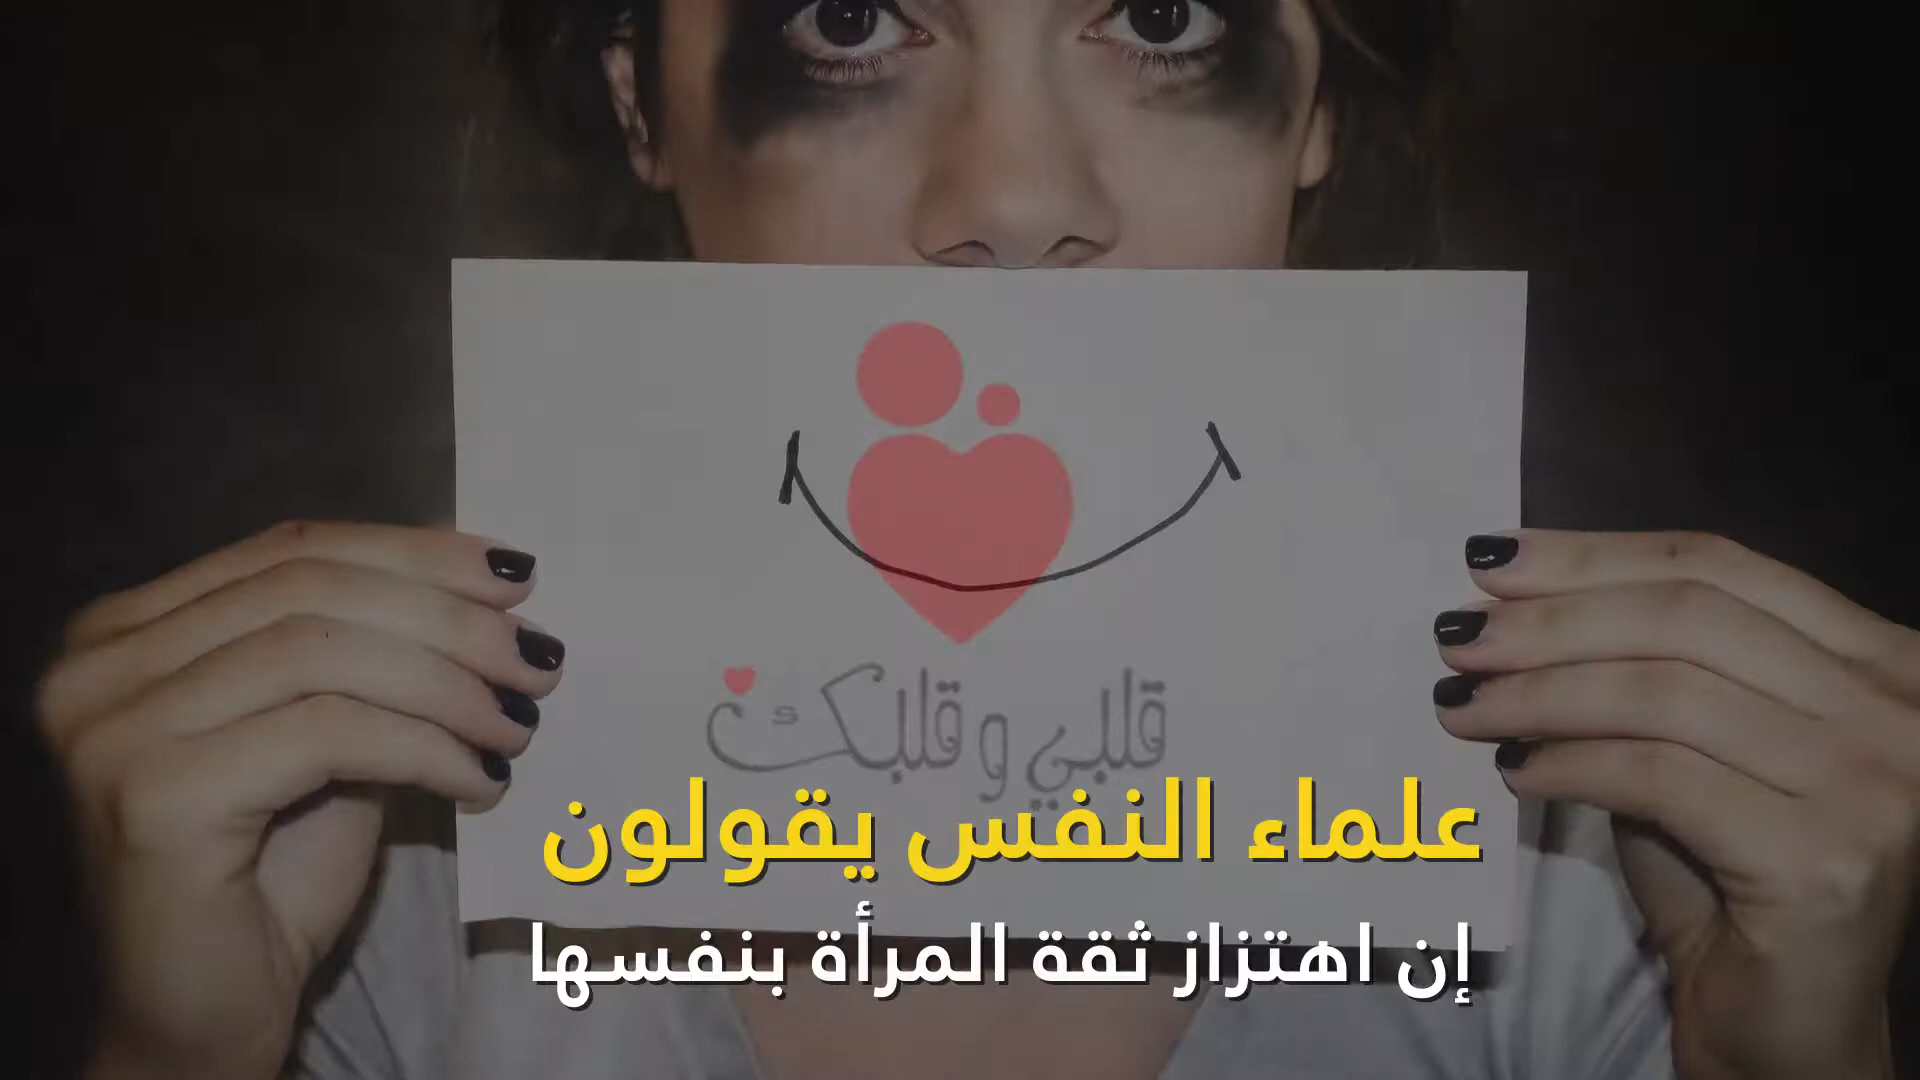 قلبي و قلبك
علماء النفس يقولون
إن اهتزاز ثقة المرأة بنفسها